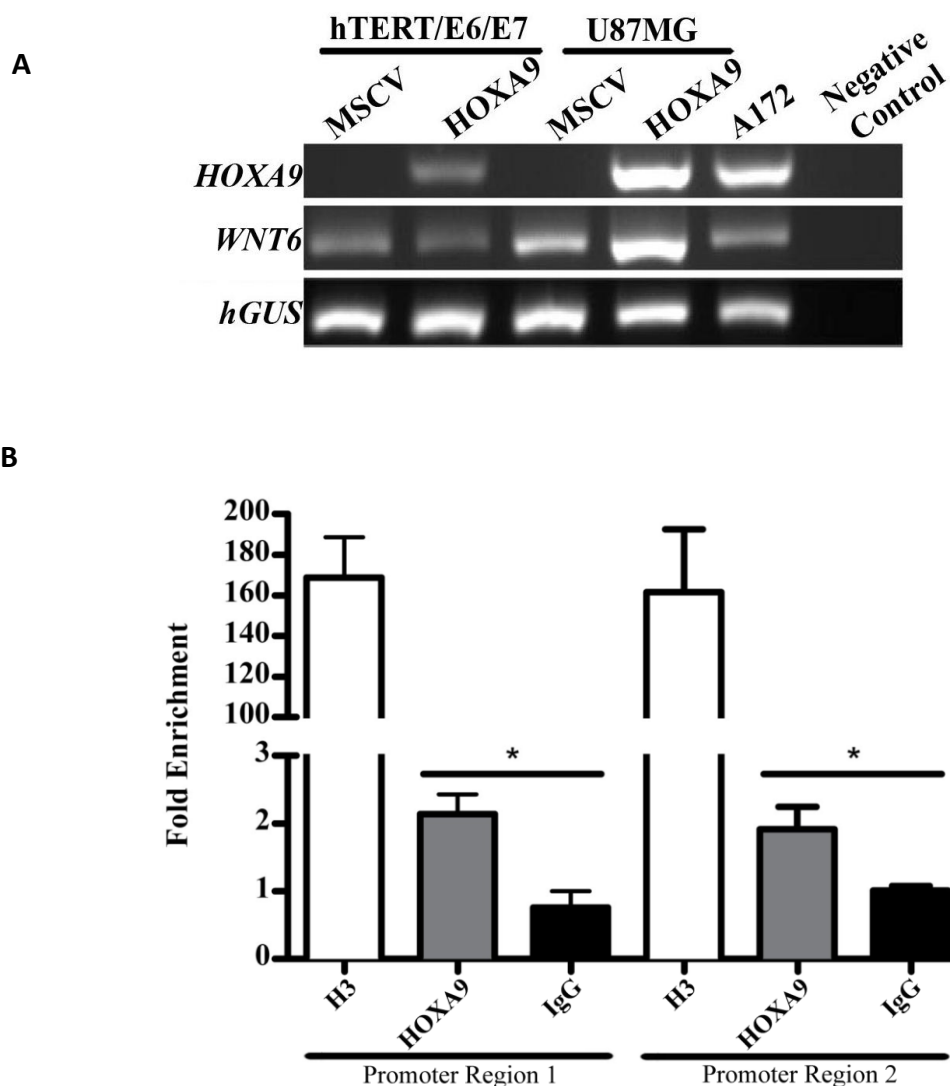 A
hTERT/E6/E7 U87MG
MSCV HOXA9 MSCV HOXA9 A172 Negative Control
HOXA9
WNT6
hGUS
B
Fold Enrichment
200
180
160
140
120
100
3
2
1
0
* *
H3 HOXA9 IgG H3 HOXA9 IgG
Promoter Region 1 Promoter Region 2